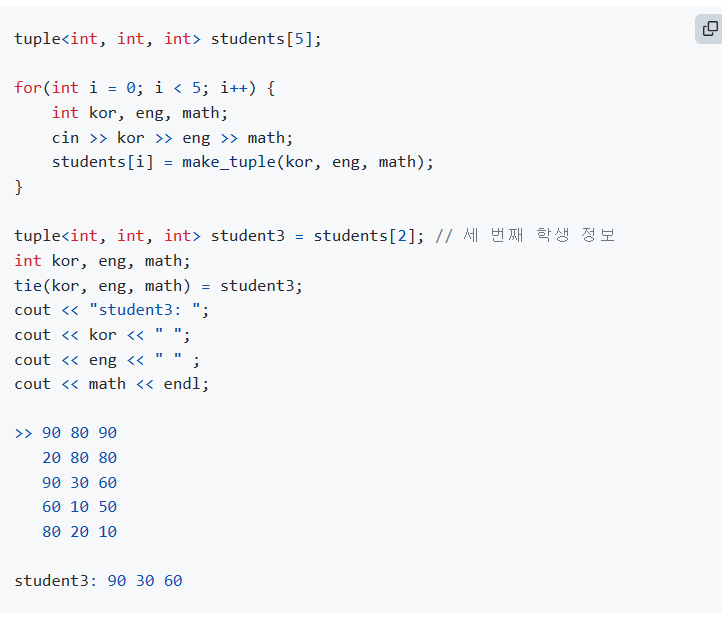 tuple<int, int, int> students[5];
for(int i = 0; i < 5; i++) {
    int kor, eng, math;
    cin >> kor >> eng >> math;
    students[i] = make_tuple(kor, eng, math);
}
tuple<int, int, int> student3 = students[2]; // 세 번째 학생 정보
int kor, eng, math;
tie(kor, eng, math) = student3;
cout << "student3: ";
cout << kor << " ";
cout << eng << " " ;
cout << math << endl;
>> 90 80 90
   20 80 80
   90 30 60
   60 10 50
   80 20 10
student3: 90 30 60